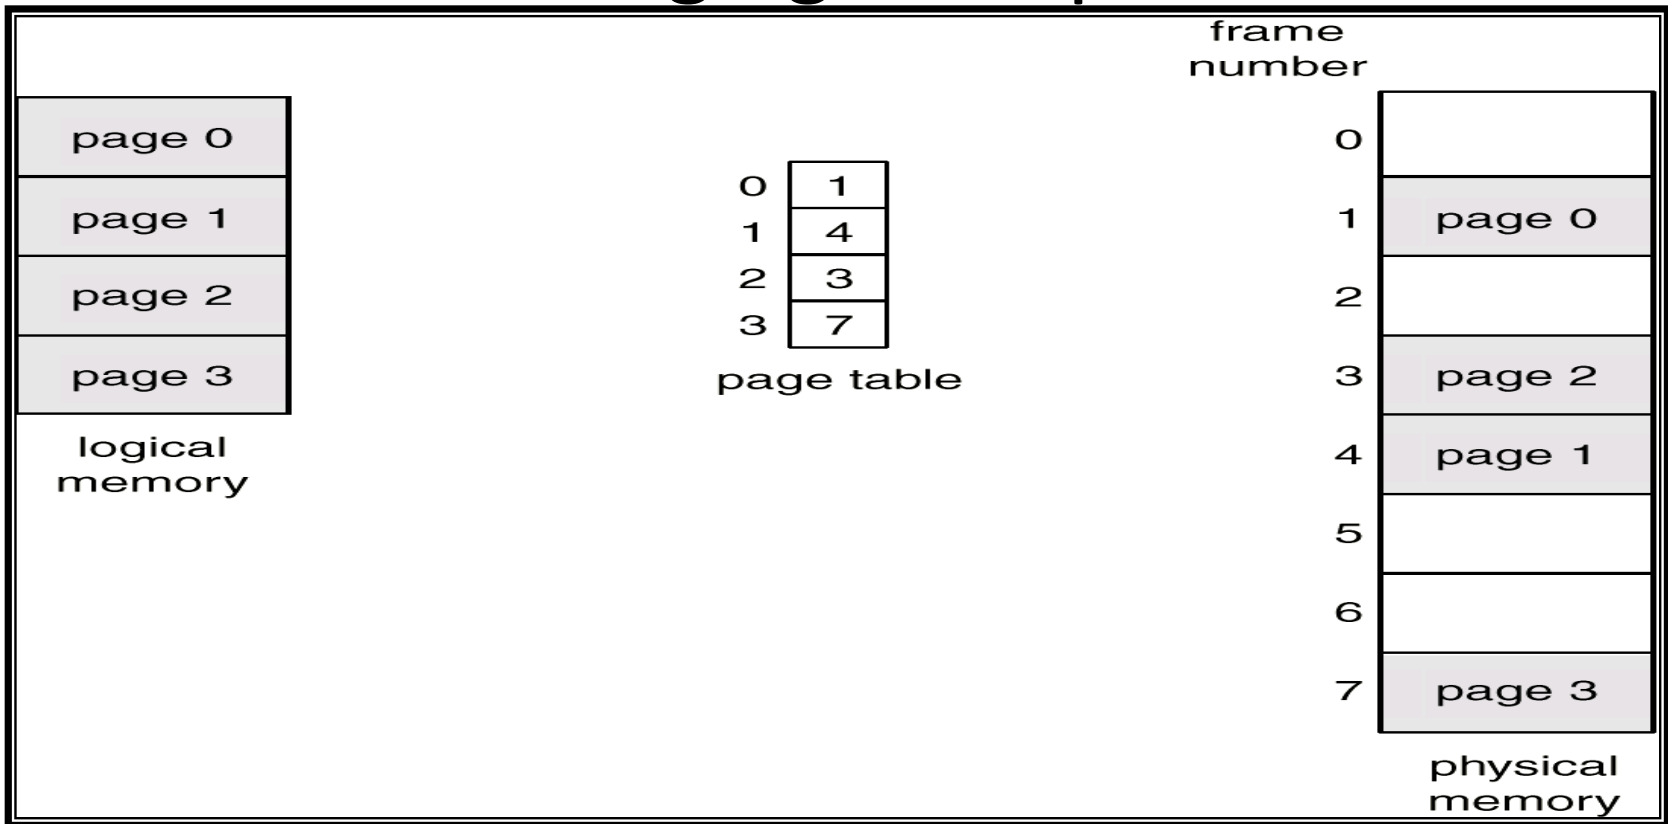 page 0
page 1
page 2
page 3
logical
memory
0 1
1 4
2 3
3 7
page table
frame
number
0
1 page 0
2
3 page 2
4 page 1
5
6
7 page 3
physical
memory